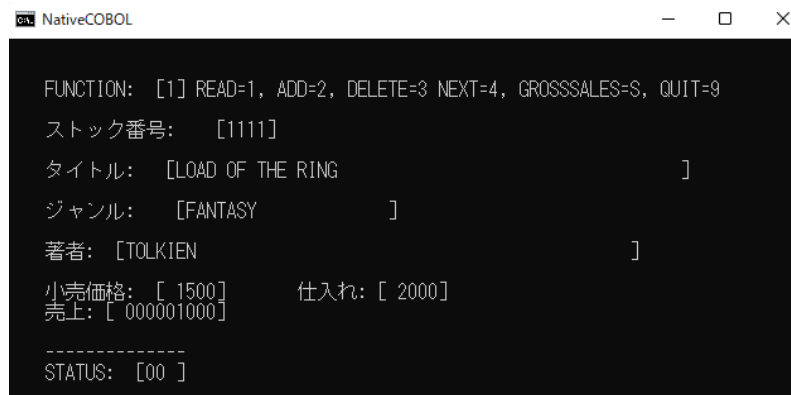 NativeCOBOL
FUNCTION: [1] READ=1, ADD=2, DELETE=3 NEXT=4, GROSSSALES=S, QUIT=9
ストック番号: [1111]
タイトル: [LOAD OF THE RING ]
ジャンル: [FANTASY ]
著者: [TOLKIEN ]
小売価格: [ 1500] 仕入れ: [ 2000]
売上: [ 000001000]
--------------
STATUS: [00 ]